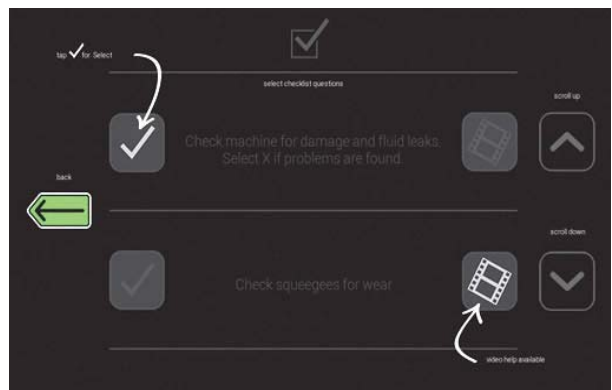 tap ✓ for Select
select checklist questions
scroll up
Check machine for damage and fluid leaks.
Select X if problems are found.
back
scroll down
Check squeegees for wear
video help available